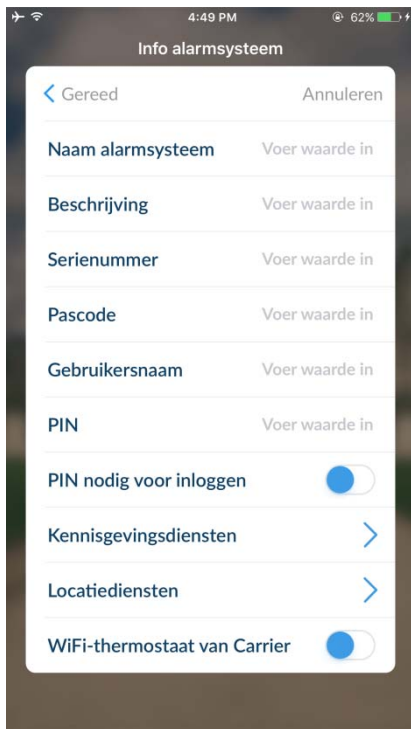 4:49 PM 62%
Info alarmsysteem
Gereed Annuleren
Naam alarmsysteem Voer waarde in
Beschrijving Voer waarde in
Serienummer Voer waarde in
Pascode Voer waarde in
Gebruikersnaam Voer waarde in
PIN Voer waarde in
PIN nodig voor inloggen
Kennisgevingsdiensten
Locatiediensten
WiFi-thermostaat van Carrier